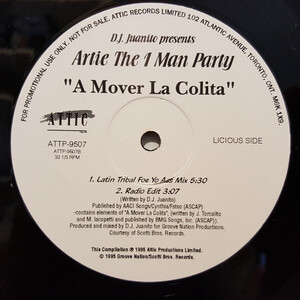 FOR PROMOTIONAL USE ONLY, NOT FOR SALE. ATTIC RECORDS LIMITED 102 ATLANTIC AVENUE, TORONTO, ONT. M6K 1X9.
D.J. Juanito presents
Artie The 1 Man Party
"A Mover La Colita"
ATTIC
ATTP-9507
ATTP-9507B
33 1/3 RPM
LICIOUS SIDE
1. Latin Tribal Foe Yo Mix 5:30
2. Radio Edit 3:07
(Written by D.J. Juanito)
Published by AACI Songs/Cynthia/Fatso (ASCAP)
-contains elements of "A Mover La Colita", (written by J. Torcalito
and M. Iacopetti and published by BMG Songs, Inc. (ASCAP)
Produced and mixed by D.J. Juanito for Groove Nation Productions.
Courtesy of Scotti Bros. Records.
This Compilation ℗ 1995 Attic Productions Limited.
© 1995 Groove Nation/Scotti Bros. Records.